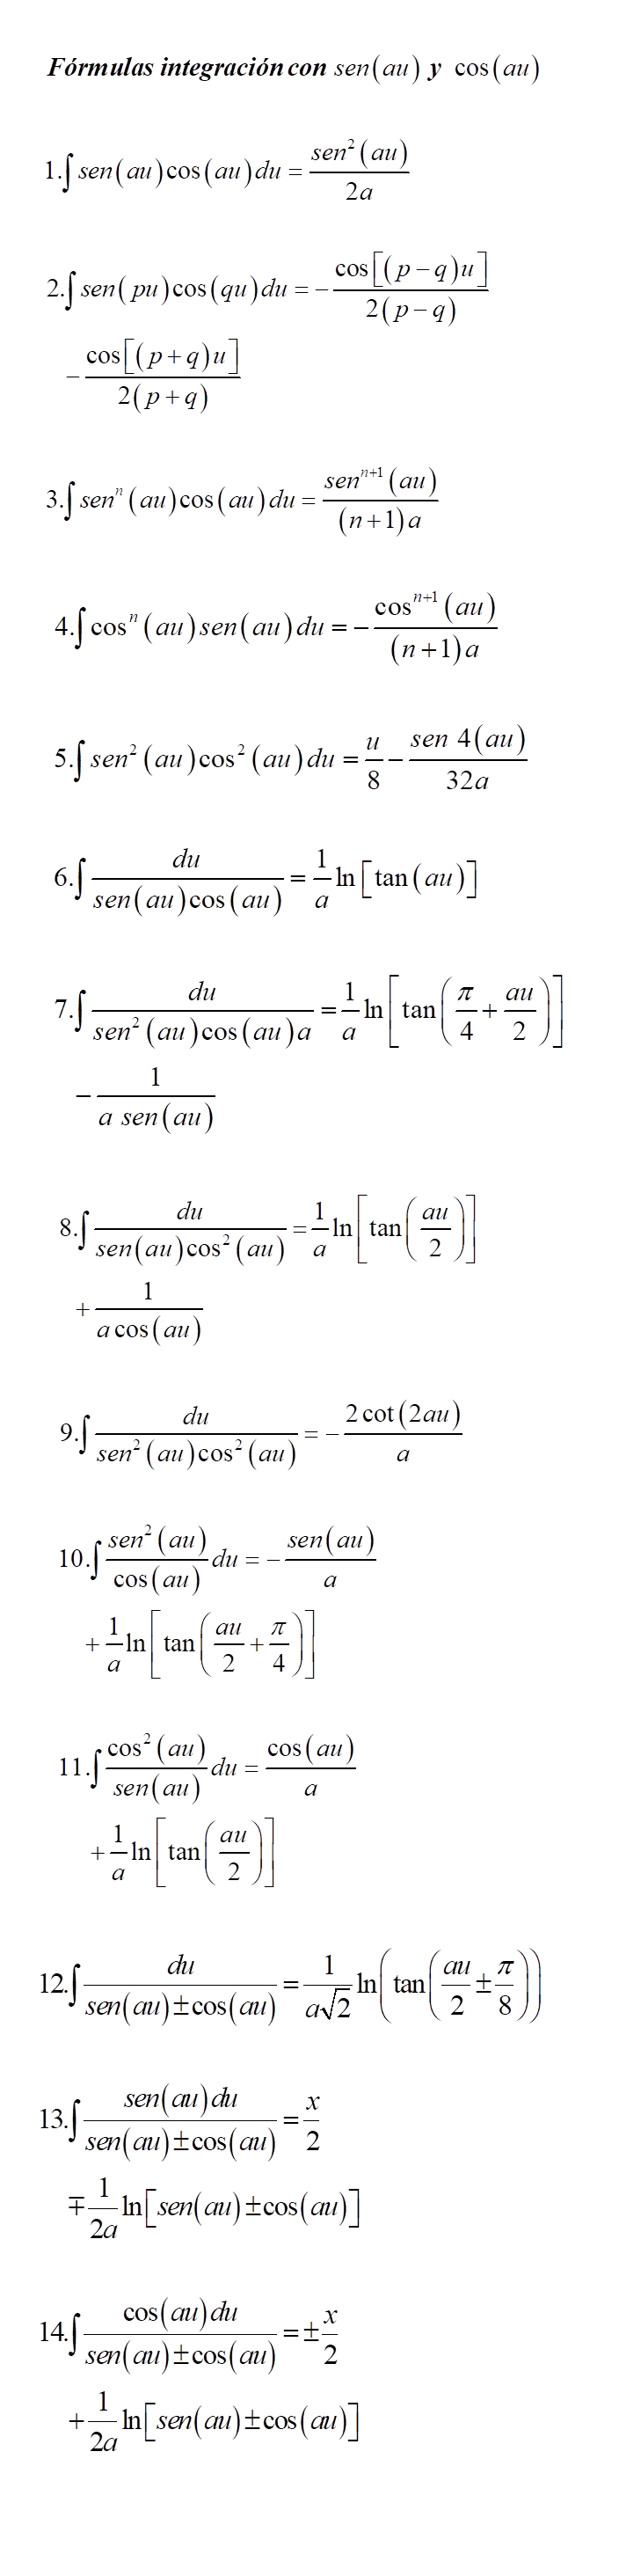 Fórmulas integración con sen(au) y cos(au)
1.∫ sen(au)cos(au)du = sen²(au)/2a
2.∫ sen(pu)cos(qu)du = − cos[(p−q)u]/2(p−q)
− cos[(p+q)u]/2(p+q)
3.∫ senⁿ(au)cos(au)du = senⁿ⁺¹(au)/(n+1)a
4.∫ cosⁿ(au)sen(au)du = − cosⁿ⁺¹(au)/(n+1)a
5.∫ sen²(au)cos²(au)du = u/8 − sen 4(au)/32a
6.∫ du/sen(au)cos(au) = 1/a ln[tan(au)]
7.∫ du/sen²(au)cos(au)a = 1/a ln[tan(π/4 + au/2)]
− 1/a sen(au)
8.∫ du/sen(au)cos²(au) = 1/a ln[tan(au/2)]
+ 1/a cos(au)
9.∫ du/sen²(au)cos²(au) = − 2cot(2au)/a
10.∫ sen²(au)/cos(au) du = − sen(au)/a
+ 1/a ln[tan(au/2 + π/4)]
11.∫ cos²(au)/sen(au) du = cos(au)/a
+ 1/a ln[tan(au/2)]
12.∫ du/sen(au)±cos(au) = 1/a√2 ln(tan(au/2 ± π/8))
13.∫ sen(au)du/sen(au)±cos(au) = x/2
∓ 1/2a ln[sen(au)±cos(au)]
14.∫ cos(au)du/sen(au)±cos(au) = ± x/2
+ 1/2a ln[sen(au)±cos(au)]